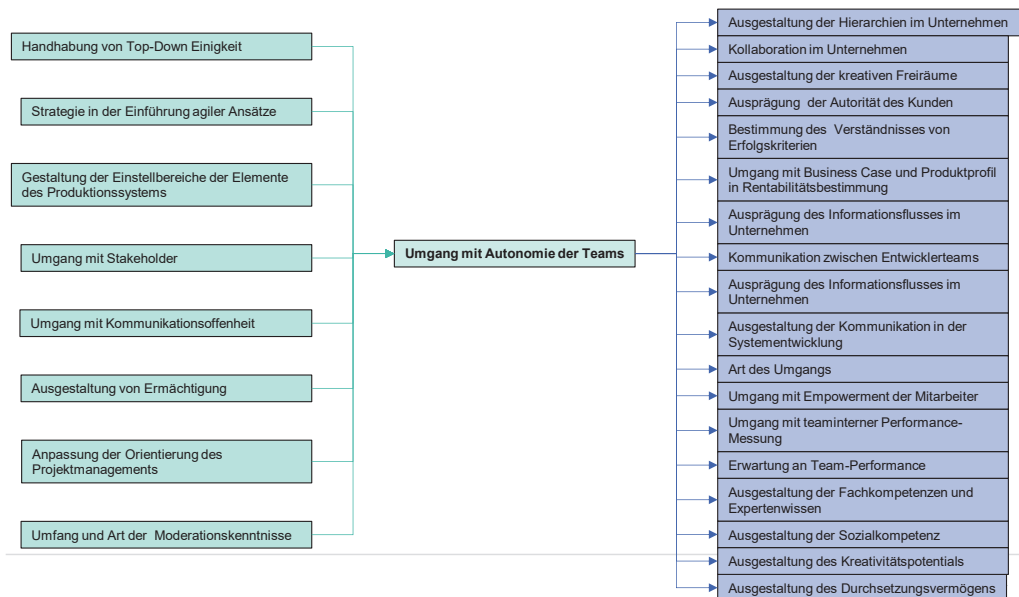 Handhabung von Top-Down Einigkeit
Strategie in der Einführung agiler Ansätze
Gestaltung der Einstellbereiche der Elemente
des Produktionssystems
Umgang mit Stakeholder
Umgang mit Kommunikationsoffenheit
Ausgestaltung von Ermächtigung
Anpassung der Orientierung des
Projektmanagements
Umfang und Art der Moderationskenntnisse
Umgang mit Autonomie der Teams
Ausgestaltung der Hierarchien im Unternehmen
Kollaboration im Unternehmen
Ausgestaltung der kreativen Freiräume
Ausprägung der Autorität des Kunden
Bestimmung des Verständnisses von
Erfolgskriterien
Umgang mit Business Case und Produktprofil
in Rentabilitätsbestimmung
Ausprägung des Informationsflusses im
Unternehmen
Kommunikation zwischen Entwicklerteams
Ausprägung des Informationsflusses im
Unternehmen
Ausgestaltung der Kommunikation in der
Systementwicklung
Art des Umgangs
Umgang mit Empowerment der Mitarbeiter
Umgang mit teaminterner Performance-
Messung
Erwartung an Team-Performance
Ausgestaltung der Fachkompetenzen und
Expertenwissen
Ausgestaltung der Sozialkompetenz
Ausgestaltung des Kreativitätspotentials
Ausgestaltung des Durchsetzungsvermögens